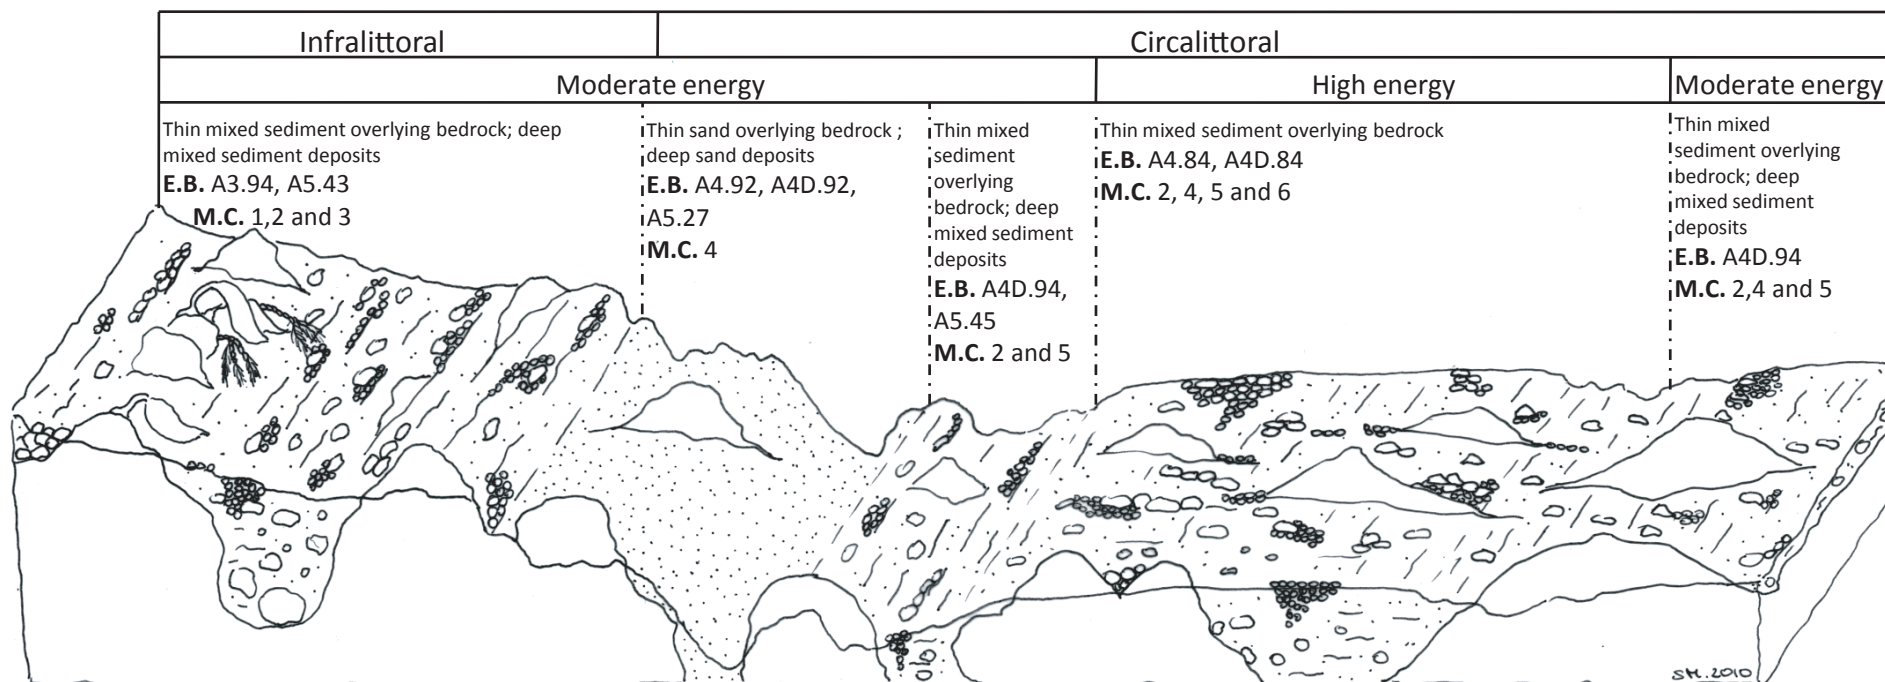 Infralittoral
Circalittoral
Moderate energy
High energy
Moderate energy
Thin mixed sediment overlying bedrock; deep
mixed sediment deposits
E.B. A3.94, A5.43
M.C. 1,2 and 3
Thin sand overlying bedrock ;
deep sand deposits
E.B. A4.92, A4D.92,
A5.27
M.C. 4
Thin mixed
sediment
overlying
bedrock; deep
mixed sediment
deposits
E.B. A4D.94,
A5.45
M.C. 2 and 5
Thin mixed sediment overlying bedrock
E.B. A4.84, A4D.84
M.C. 2, 4, 5 and 6
Thin mixed
sediment overlying
bedrock; deep
mixed sediment
deposits
E.B. A4D.94
M.C. 2,4 and 5
SM.2010